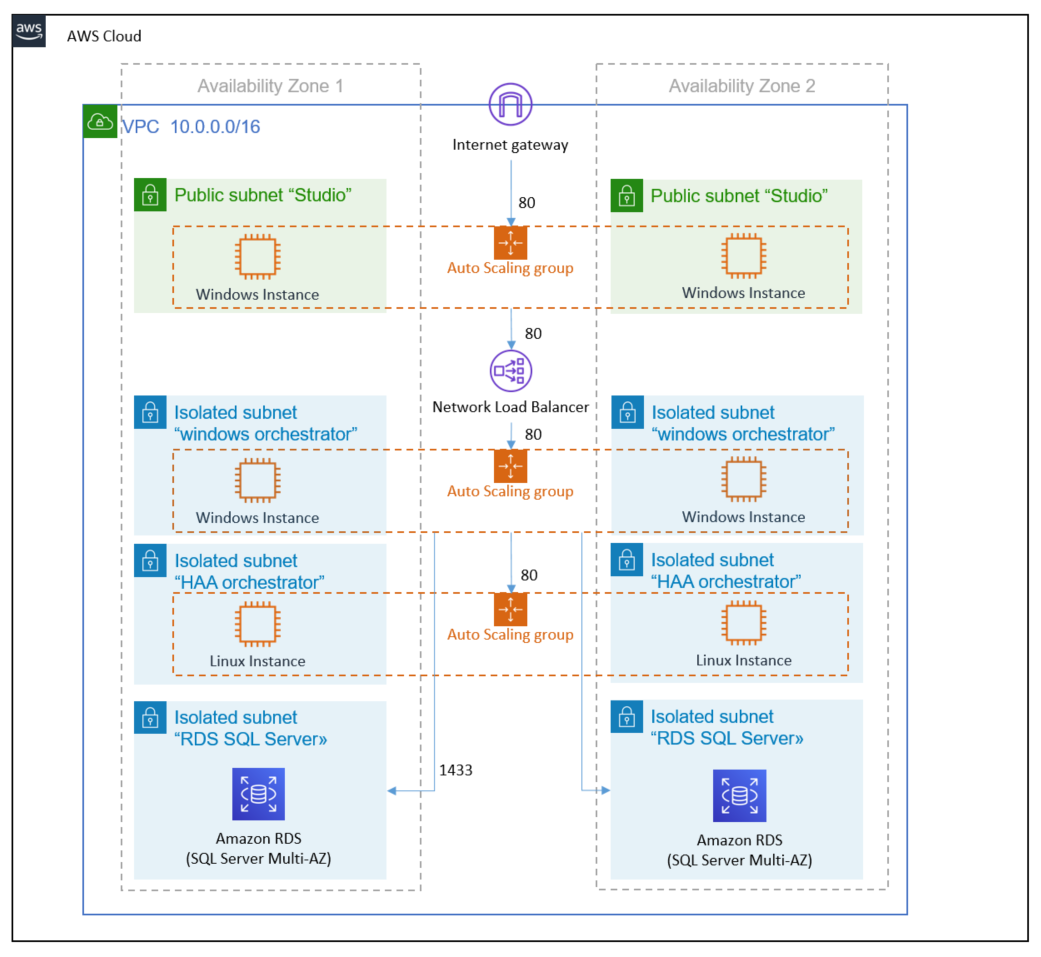 aws
AWS Cloud
Availability Zone 1
Availability Zone 2
VPC 10.0.0.0/16
Internet gateway
80
Public subnet “Studio”
Public subnet “Studio”
Auto Scaling group
Windows Instance
Windows Instance
80
Network Load Balancer
80
Isolated subnet
“windows orchestrator”
Isolated subnet
“windows orchestrator”
Auto Scaling group
Windows Instance
Windows Instance
Isolated subnet
“HAA orchestrator”
80
Isolated subnet
“HAA orchestrator”
Auto Scaling group
Linux Instance
Linux Instance
Isolated subnet
“RDS SQL Server»
Isolated subnet
“RDS SQL Server»
1433
Amazon RDS
(SQL Server Multi-AZ)
Amazon RDS
(SQL Server Multi-AZ)